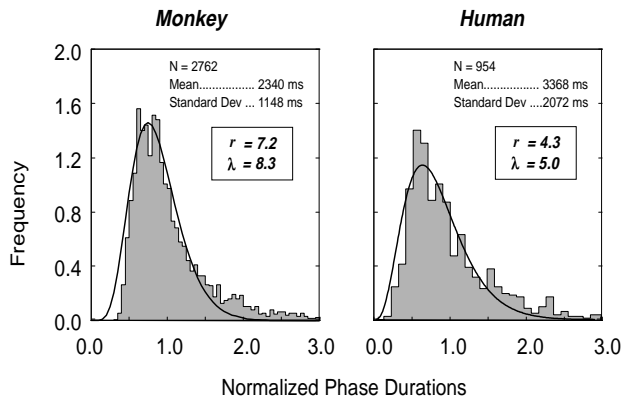 Monkey
Human
Frequency
2.0
1.6
1.2
0.8
0.4
0.0
N = 2762
Mean................. 2340 ms
Standard Dev ... 1148 ms
r = 7.2
λ = 8.3
0.0 1.0 2.0 3.0
N = 954
Mean................. 3368 ms
Standard Dev ....2072 ms
r = 4.3
λ = 5.0
0.0 1.0 2.0 3.0
Normalized Phase Durations